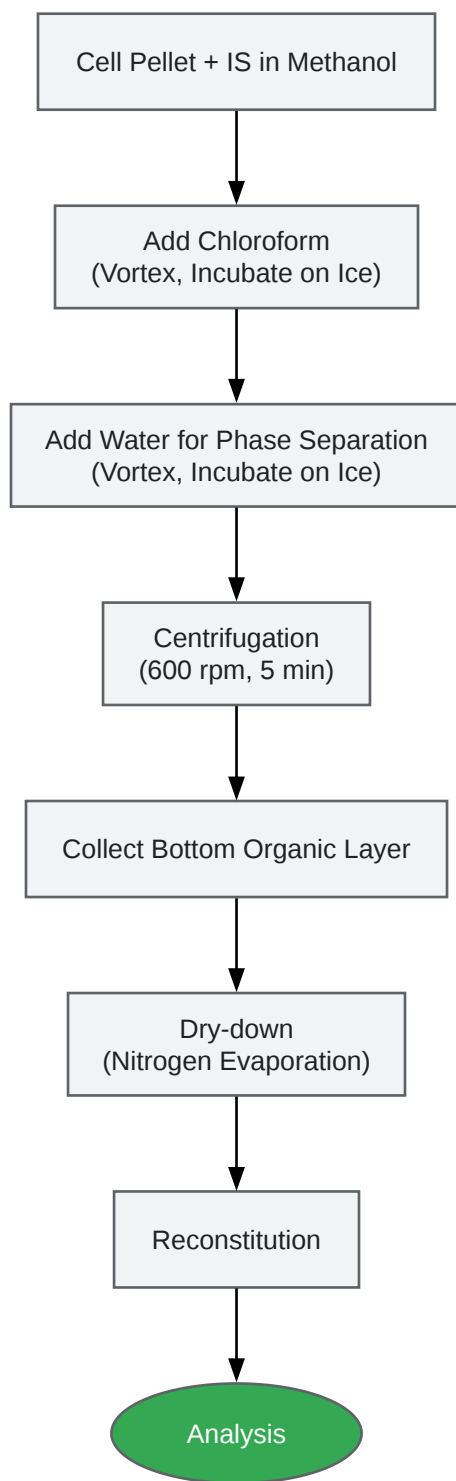 Cell Pellet + IS in Methanol
Add Chloroform
(Vortex, Incubate on Ice)
Add Water for Phase Separation
(Vortex, Incubate on Ice)
Centrifugation
(600 rpm, 5 min)
Collect Bottom Organic Layer
Dry-down
(Nitrogen Evaporation)
Reconstitution
Analysis